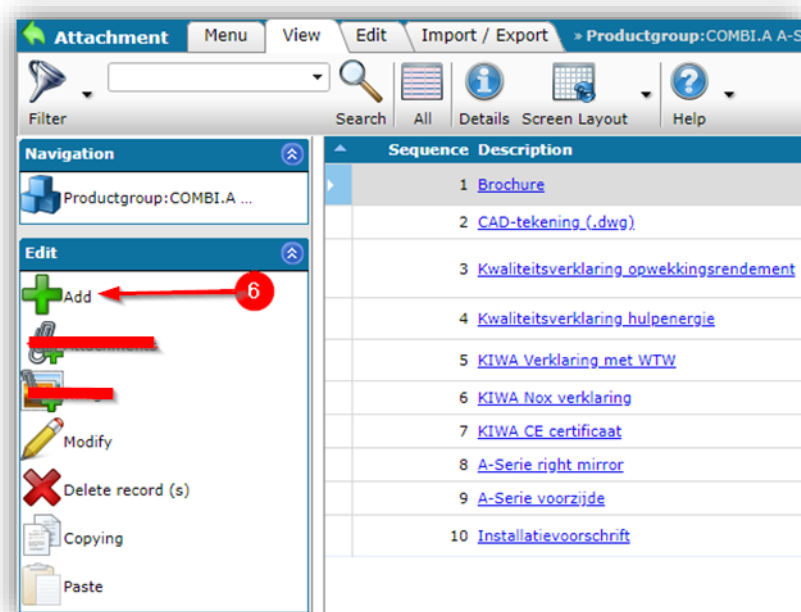 Attachment Menu View Edit Import / Export » Productgroup:COMBI.A A-S
Filter Search All Details Screen Layout Help
Navigation
Productgroup:COMBI.A ...
Edit
Add 6
Modify
Delete record (s)
Copying
Paste
Sequence Description
1 Brochure
2 CAD-tekening (.dwg)
3 Kwaliteitsverklaring opwekkingsrendement
4 Kwaliteitsverklaring hulpenergie
5 KIWA Verklaring met WTW
6 KIWA Nox verklaring
7 KIWA CE certificaat
8 A-Serie right mirror
9 A-Serie voorzijde
10 Installatievoorschrift